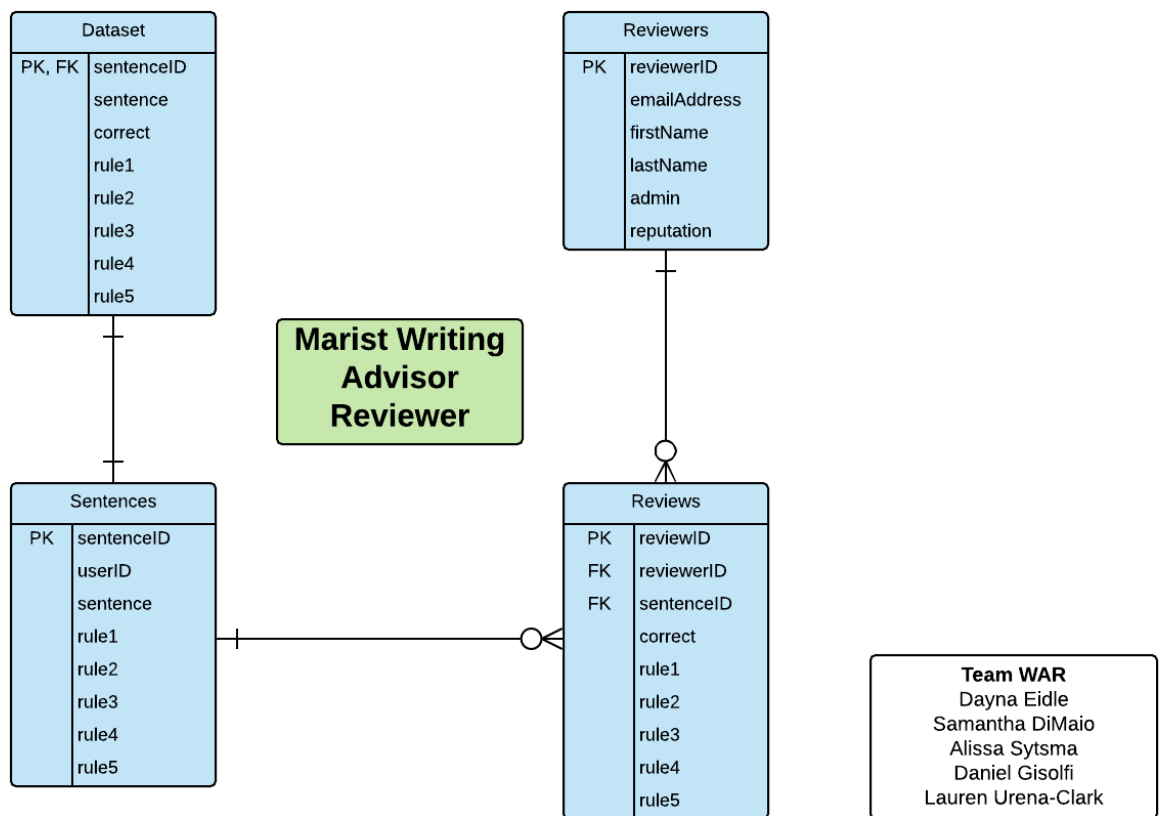 Dataset
PK, FK sentenceID
sentence
correct
rule1
rule2
rule3
rule4
rule5
Reviewers
PK reviewerID
emailAddress
firstName
lastName
admin
reputation
Marist Writing
Advisor
Reviewer
Sentences
PK sentenceID
userID
sentence
rule1
rule2
rule3
rule4
rule5
Reviews
PK reviewID
FK reviewerID
FK sentenceID
correct
rule1
rule2
rule3
rule4
rule5
Team WAR
Dayna Eidle
Samantha DiMaio
Alissa Sytsma
Daniel Gisolfi
Lauren Urena-Clark